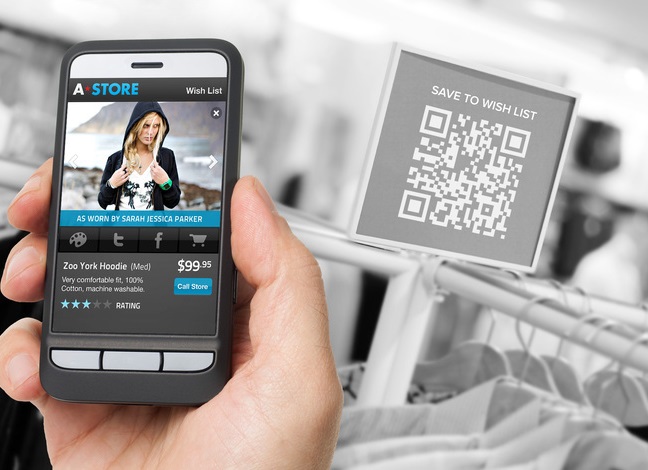 A★STORE
Wish List
AS WORN BY SARAH JESSICA PARKER
Zoo York Hoodie (Med)
$99.95
Very comfortable fit, 100%
Cotton, machine washable.
Call Store
RATING
SAVE TO WISH LIST